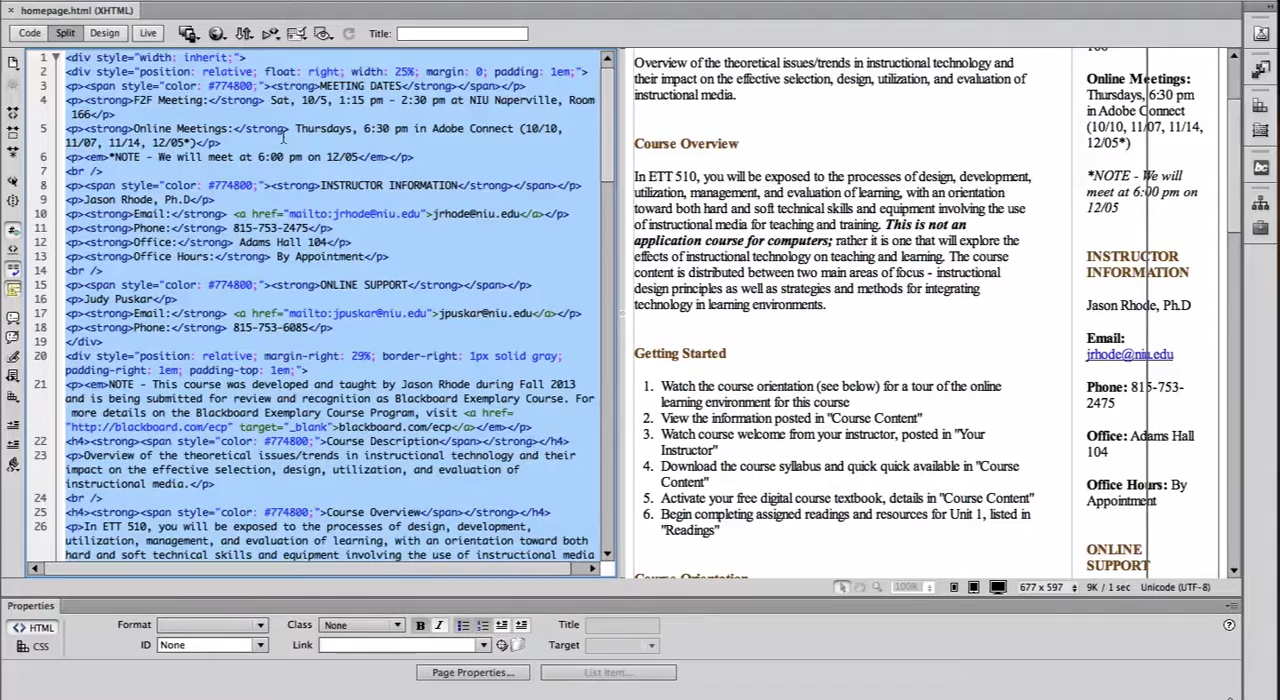 homepage.html (XHTML)
Code Split Design Live Title:
1 <div style="width: inherit;">
2 <div style="position: relative; float: right; width: 25%; margin: 0; padding: 1em;">
3 <p><span style="color: #774800;"><strong>MEETING DATES</strong></span></p>
4 <p><strong>F2F Meeting:</strong> Sat, 10/5, 1:15 pm - 2:30 pm at NIU Naperville, Room
166</p>
5 <p><strong>Online Meetings:</strong> Thursdays, 6:30 pm in Adobe Connect (10/10,
11/07, 11/14, 12/05*)</p>
6 <p><em>*NOTE - We will meet at 6:00 pm on 12/05</em></p>
7 <br />
8 <p><span style="color: #774800;"><strong>INSTRUCTOR INFORMATION</strong></span></p>
9 <p>Jason Rhode, Ph.D</p>
10 <p><strong>Email:</strong> <a href="mailto:jrhode@niu.edu">jrhode@niu.edu</a></p>
11 <p><strong>Phone:</strong> 815-753-2475</p>
12 <p><strong>Office:</strong> Adams Hall 104</p>
13 <p><strong>Office Hours:</strong> By Appointment</p>
14 <br />
15 <p><span style="color: #774800;"><strong>ONLINE SUPPORT</strong></span></p>
16 <p>Judy Puskar</p>
17 <p><strong>Email:</strong> <a href="mailto:jpuskar@niu.edu">jpuskar@niu.edu</a></p>
18 <p><strong>Phone:</strong> 815-753-6085</p>
19 </div>
20 <div style="position: relative; margin-right: 29%; border-right: 1px solid gray;
padding-right: 1em; padding-top: 1em;">
21 <p><em>NOTE - This course was developed and taught by Jason Rhode during Fall 2013
and is being submitted for review and recognition as Blackboard Exemplary Course. For
more details on the Blackboard Exemplary Course Program, visit <a href=
"http://blackboard.com/ecp" target="_blank">blackboard.com/ecp</a></em></p>
22 <h4><strong><span style="color: #774800;">Course Description</span></strong></h4>
23 <p>Overview of the theoretical issues/trends in instructional technology and their
impact on the effective selection, design, utilization, and evaluation of
instructional media.</p>
24 <br />
25 <h4><strong><span style="color: #774800;">Course Overview</span></strong></h4>
26 <p>In ETT 510, you will be exposed to the processes of design, development,
utilization, management, and evaluation of learning, with an orientation toward both
hard and soft technical skills and equipment involving the use of instructional media
Overview of the theoretical issues/trends in instructional technology and
their impact on the effective selection, design, utilization, and evaluation of
instructional media.
Course Overview
In ETT 510, you will be exposed to the processes of design, development,
utilization, management, and evaluation of learning, with an orientation
toward both hard and soft technical skills and equipment involving the use
of instructional media for teaching and training. This is not an
application course for computers; rather it is one that will explore the
effects of instructional technology on teaching and learning. The course
content is distributed between two main areas of focus - instructional
design principles as well as strategies and methods for integrating
technology in learning environments.
Getting Started
1. Watch the course orientation (see below) for a tour of the online
learning environment for this course
2. View the information posted in "Course Content"
3. Watch course welcome from your instructor, posted in "Your
Instructor"
4. Download the course syllabus and quick quick available in "Course
Content"
5. Activate your free digital course textbook, details in "Course Content"
6. Begin completing assigned readings and resources for Unit 1, listed in
"Readings"
Course Orientation
166
Online Meetings:
Thursdays, 6:30 pm
in Adobe Connect
(10/10, 11/07, 11/14,
12/05*)
*NOTE - We will
meet at 6:00 pm on
12/05
INSTRUCTOR
INFORMATION
Jason Rhode, Ph.D
Email:
jrhode@niu.edu
Phone: 815-753-
2475
Office: Adams Hall
104
Office Hours: By
Appointment
ONLINE
SUPPORT
100% 677 x 597 9K / 1 sec Unicode (UTF-8)
Properties
<> HTML Format Class None B I Title
CSS ID None Link Target
Page Properties... List Item...